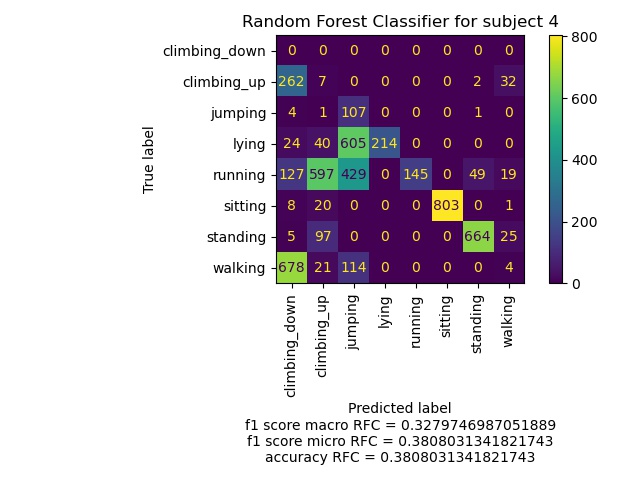 Random Forest Classifier for subject 4
climbing_down 0 0 0 0 0 0 0 0
climbing_up 262 7 0 0 0 0 2 32
jumping 4 1 107 0 0 0 1 0
lying 24 40 605 214 0 0 0 0
running 127 597 429 0 145 0 49 19
sitting 8 20 0 0 0 803 0 1
standing 5 97 0 0 0 0 664 25
walking 678 21 114 0 0 0 0 4
True label
climbing_down climbing_up jumping lying running sitting standing walking
Predicted label
800
600
400
200
0
f1 score macro RFC = 0.3279746987051889
f1 score micro RFC = 0.3808031341821743
accuracy RFC = 0.3808031341821743